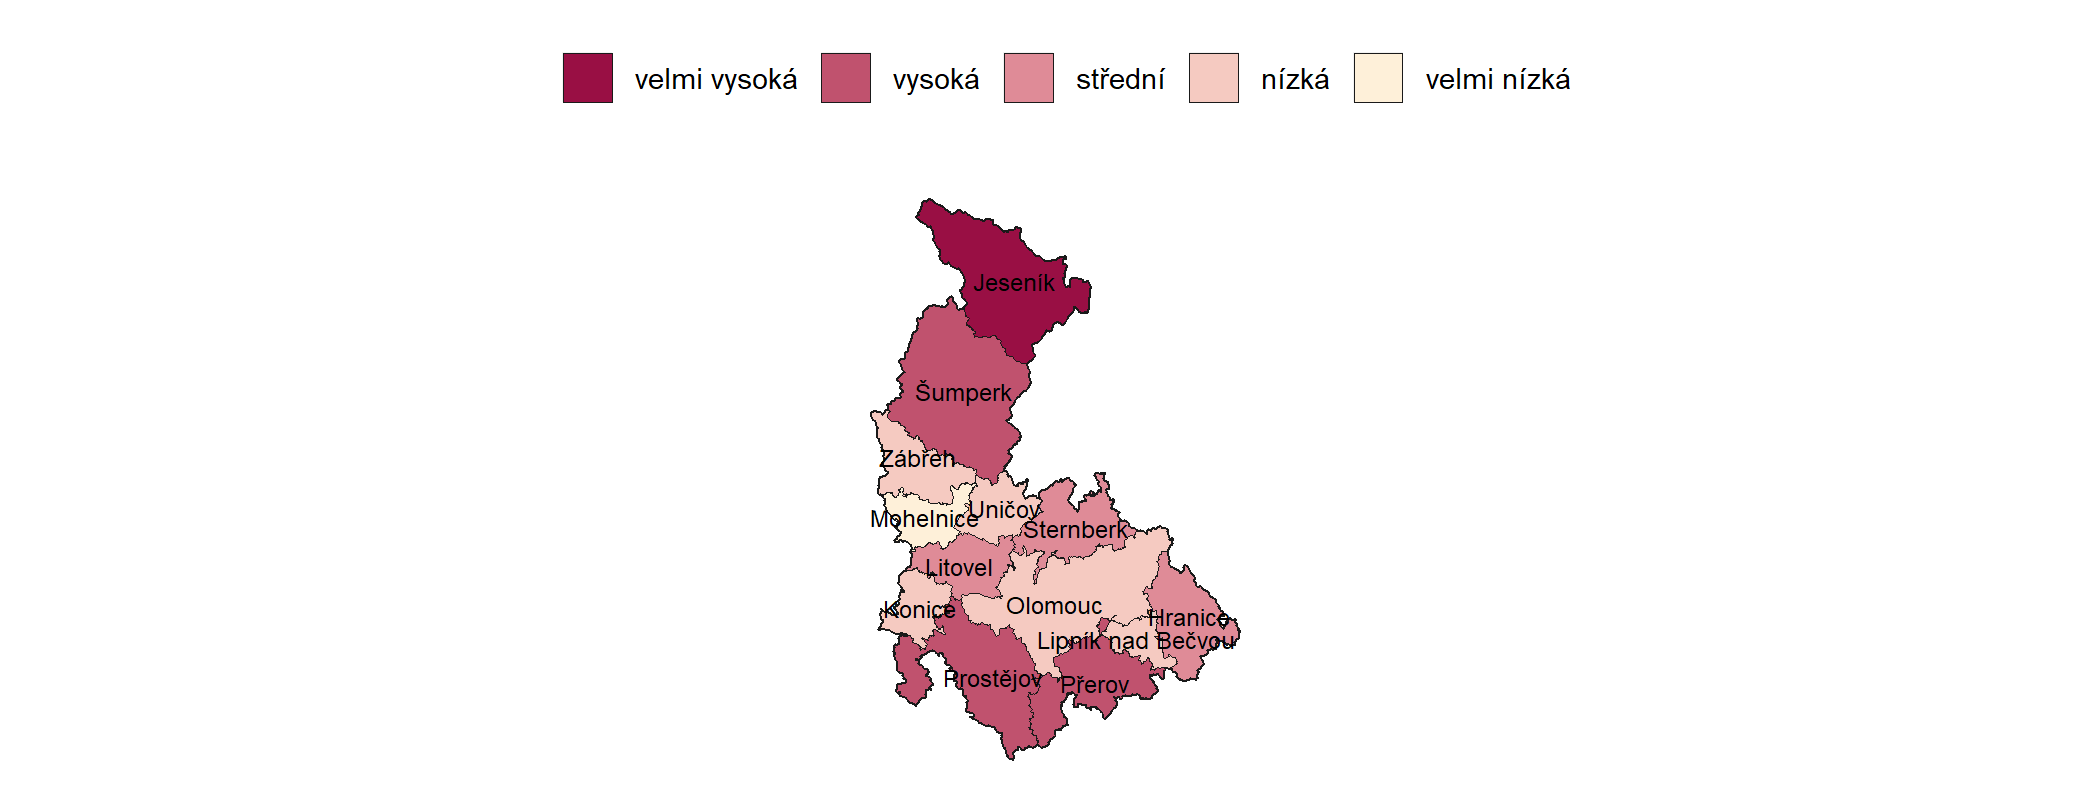 velmi vysoká vysoká střední nízká velmi nízká
Jeseník
Šumperk
Zábřeh
Uničov
Mohelnice
Šternberk
Litovel
Olomouc
Konice
Hranice
Lipník nad Bečvou
Prostějov
Přerov